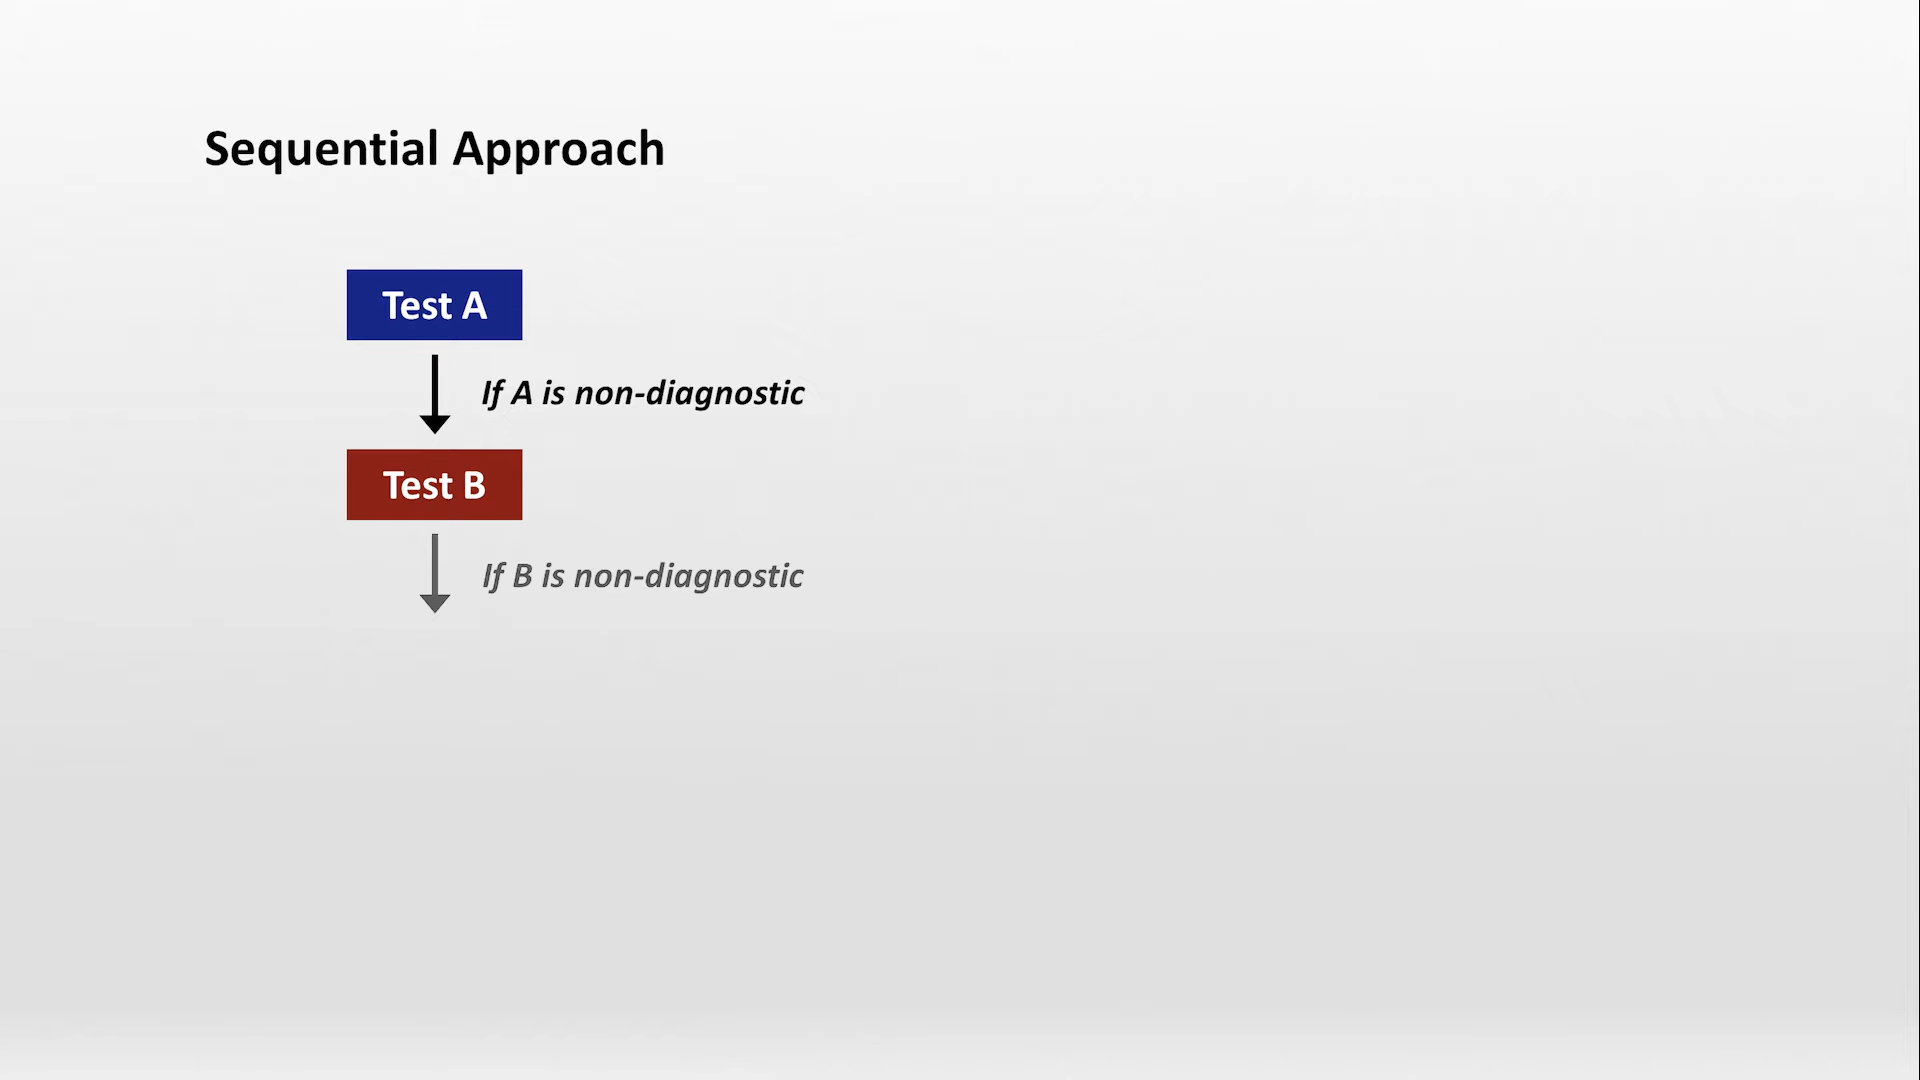 Sequential Approach
Test A
If A is non-diagnostic
Test B
If B is non-diagnostic